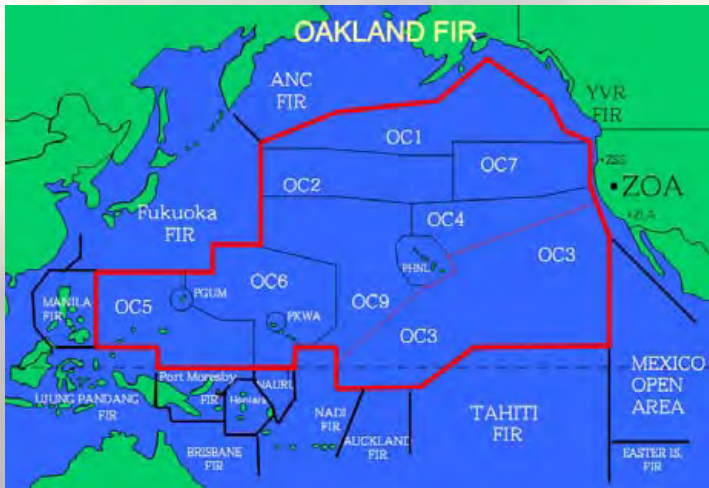 OAKLAND FIR
ANC
FIR
YVR
FIR
OC1
OC7
ZSS
ZOA
ZLA
OC2
Fukuoka
FIR
OC4
PHNL
OC3
OC6
OC9
OC5
PGUM
PKWA
MANILA
FIR
OC3
Port Moresby
FIR
Honiara
NAURU
UJUNG PANDANG
FIR
NADI
FIR
AUCKLAND
FIR
TAHITI
FIR
MEXICO
OPEN
AREA
BRISBANE
FIR
EASTER IS.
FIR